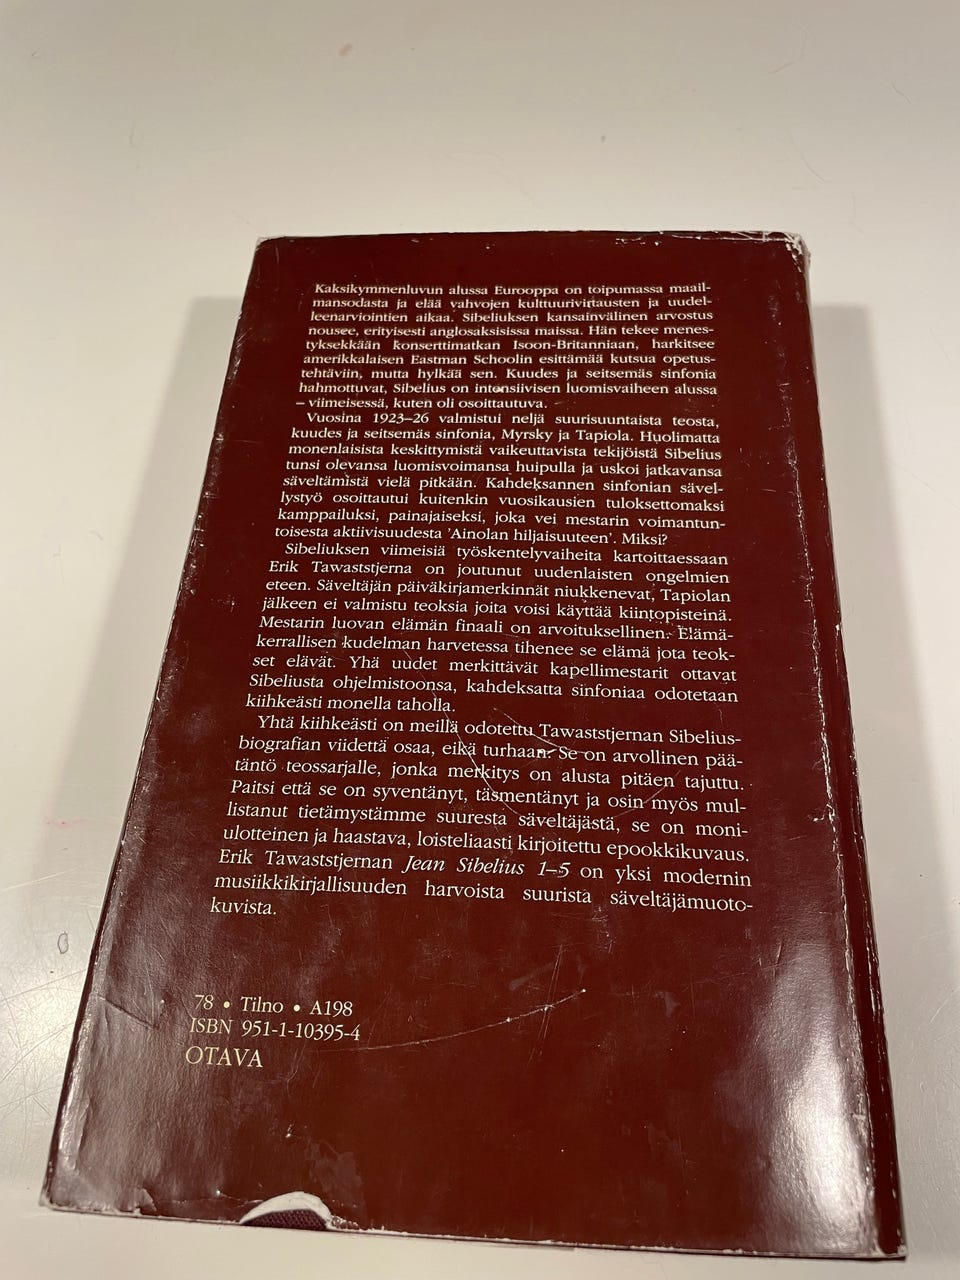 Kaksikymmenluvun alussa Eurooppa on toipumassa maail-
mansodasta ja elää vahvojen kulttuurivirtausten ja uudel-
leenarviointien aikaa. Sibeliuksen kansainvälinen arvostus
nousee, erityisesti anglosaksisissa maissa. Hän tekee menes-
tyksekkään konserttimatkan Isoon-Britanniaan, harkitsee
amerikkalaisen Eastman Schoolin esittämää kutsua opetus-
tehtäviin, mutta hylkää sen. Kuudes ja seitsemäs sinfonia
hahmottuvat, Sibelius on intensiivisen luomisvaiheen alussa
– viimeisessä, kuten oli osoittautuva.
Vuosina 1923–26 valmistui neljä suurisuuntaista teosta,
kuudes ja seitsemäs sinfonia, Myrsky ja Tapiola. Huolimatta
monenlaisista keskittymistä vaikeuttavista tekijöistä Sibelius
tunsi olevansa luomisvoimansa huipulla ja uskoi jatkavansa
säveltämistä vielä pitkään. Kahdeksannen sinfonian sävel-
lystyö osoittautui kuitenkin vuosikausien tuloksettomaksi
kamppailuksi, painajaiseksi, joka vei mestarin voimantun-
toisesta aktiivisuudesta 'Ainolan hiljaisuuteen'. Miksi?
Sibeliuksen viimeisiä työskentelyvaiheita kartoittaessaan
Erik Tawaststjerna on joutunut uudenlaisten ongelmien
eteen. Säveltäjän päiväkirjamerkinnät niukkenevat, Tapiolan
jälkeen ei valmistu teoksia joita voisi käyttää kiintopisteinä.
Mestarin luovan elämän finaali on arvoituksellinen. Elämä-
kerrallisen kudelman harvetessa tihenee se elämä jota teok-
set elävät. Yhä uudet merkittävät kapellimestarit ottavat
Sibeliusta ohjelmistoonsa, kahdeksatta sinfoniaa odotetaan
kiihkeästi monella taholla.
Yhtä kiihkeästi on meillä odotettu Tawaststjernan Sibelius-
biografian viidettä osaa, eikä turhaan. Se on arvollinen pää-
täntö teossarjalle, jonka merkitys on alusta pitäen tajuttu.
Paitsi että se on syventänyt, täsmentänyt ja osin myös mul-
listanut tietämystämme suuresta säveltäjästä, se on moni-
ulotteinen ja haastava, loisteliaasti kirjoitettu epookkikuvaus.
Erik Tawaststjernan Jean Sibelius 1–5 on yksi modernin
musiikkikirjallisuuden harvoista suurista säveltäjämuoto-
kuvista.
78 • Tilno • A198
ISBN 951-1-10395-4
OTAVA